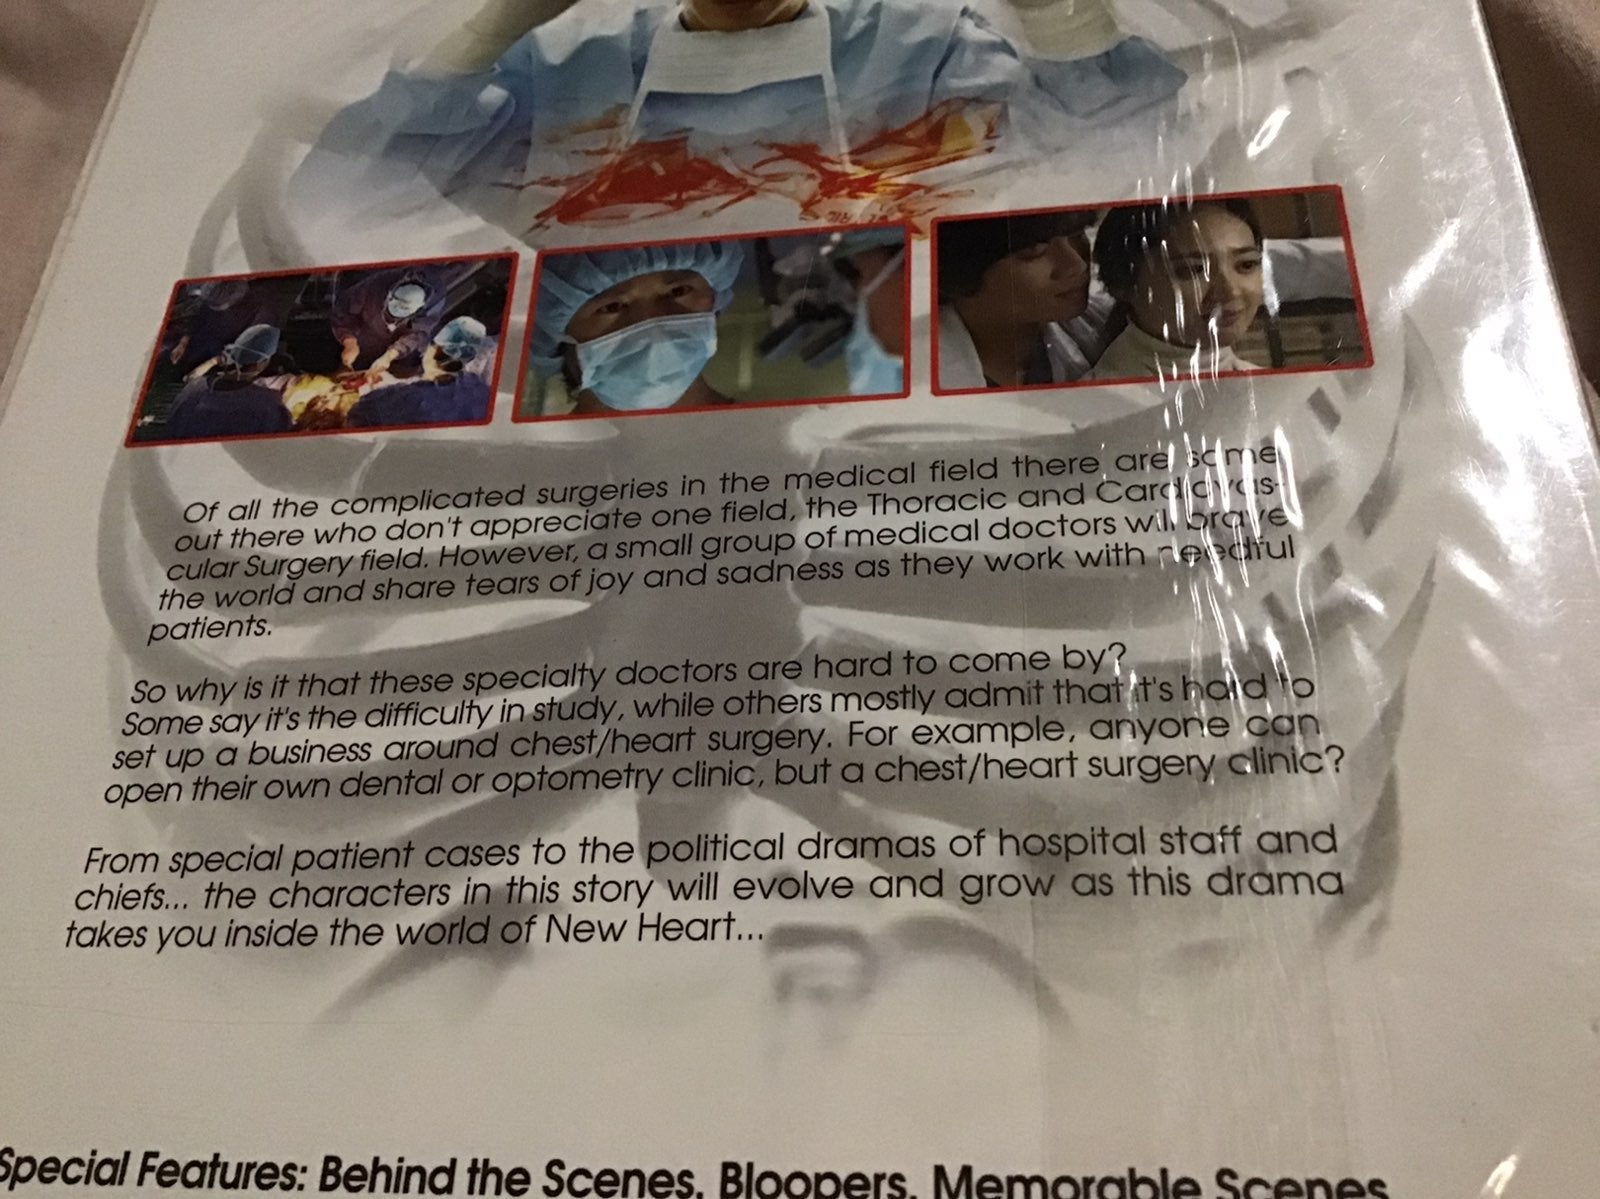 Of all the complicated surgeries in the medical field there are some
out there who don't appreciate one field, the Thoracic and Cardiovas-
cular Surgery field. However, a small group of medical doctors will brave
the world and share tears of joy and sadness as they work with needful
patients.
So why is it that these specialty doctors are hard to come by?
Some say it's the difficulty in study, while others mostly admit that it's hard to
set up a business around chest/heart surgery. For example, anyone can
open their own dental or optometry clinic, but a chest/heart surgery clinic?
From special patient cases to the political dramas of hospital staff and
chiefs... the characters in this story will evolve and grow as this drama
takes you inside the world of New Heart...
Special Features: Behind the Scenes, Bloopers, Memorable Scenes